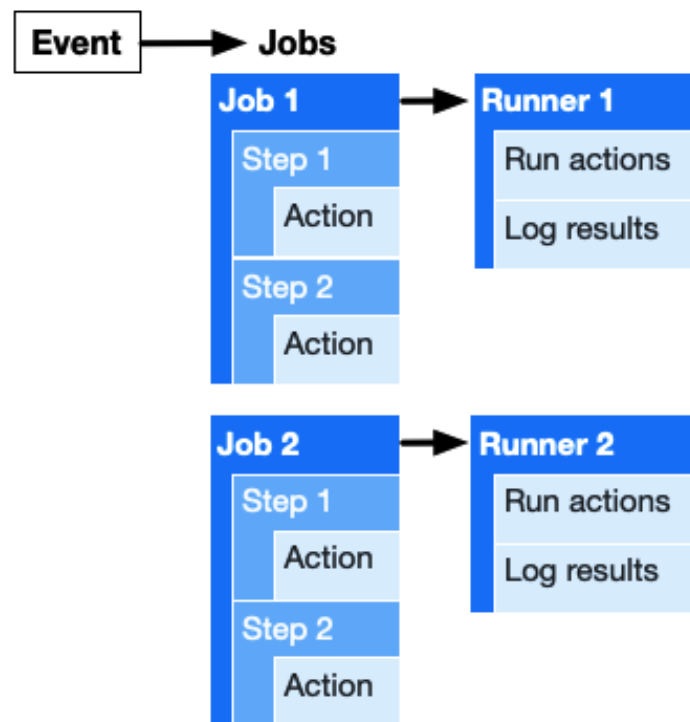 Event
Jobs
Job 1
Step 1
Action
Step 2
Action
Runner 1
Run actions
Log results
Job 2
Step 1
Action
Step 2
Action
Runner 2
Run actions
Log results